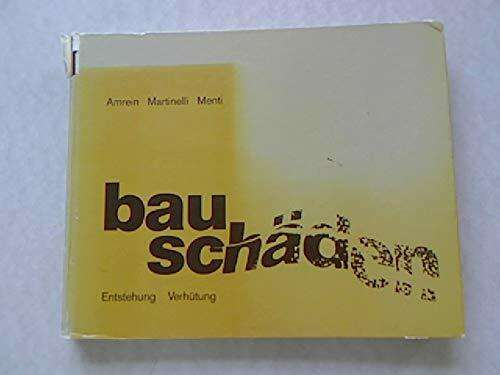 Amrein Martinelli Menti
bau
schäden
Entstehung Verhütung